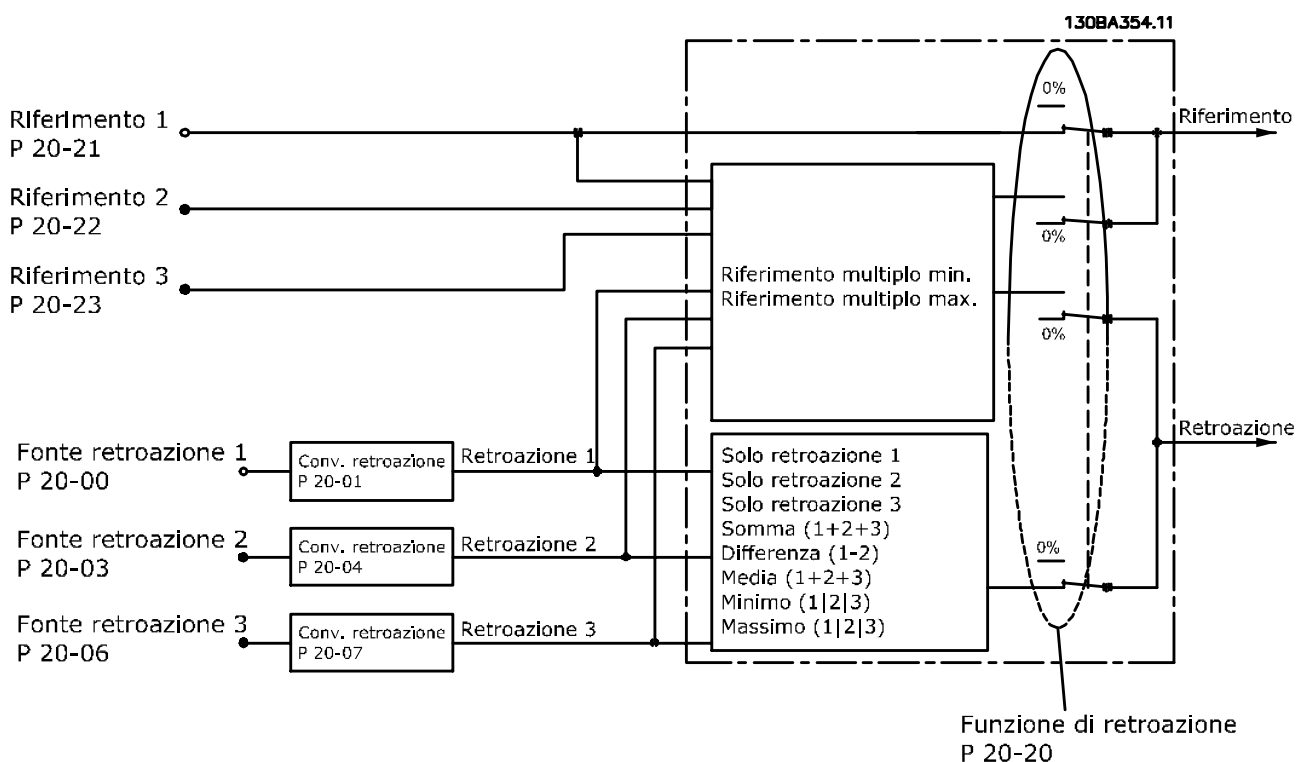 130BA354.11
0%
Riferimento 1
P 20-21
Riferimento
Riferimento 2
P 20-22
0%
Riferimento 3
P 20-23
Riferimento multiplo min.
Riferimento multiplo max.
0%
Retroazione
Fonte retroazione 1
P 20-00
Conv. retroazione
P 20-01
Retroazione 1
Solo retroazione 1
Solo retroazione 2
Solo retroazione 3
Somma (1+2+3)
Differenza (1-2)
Media (1+2+3)
Minimo (1|2|3)
Massimo (1|2|3)
0%
Fonte retroazione 2
P 20-03
Conv. retroazione
P 20-04
Retroazione 2
Fonte retroazione 3
P 20-06
Conv. retroazione
P 20-07
Retroazione 3
Funzione di retroazione
P 20-20